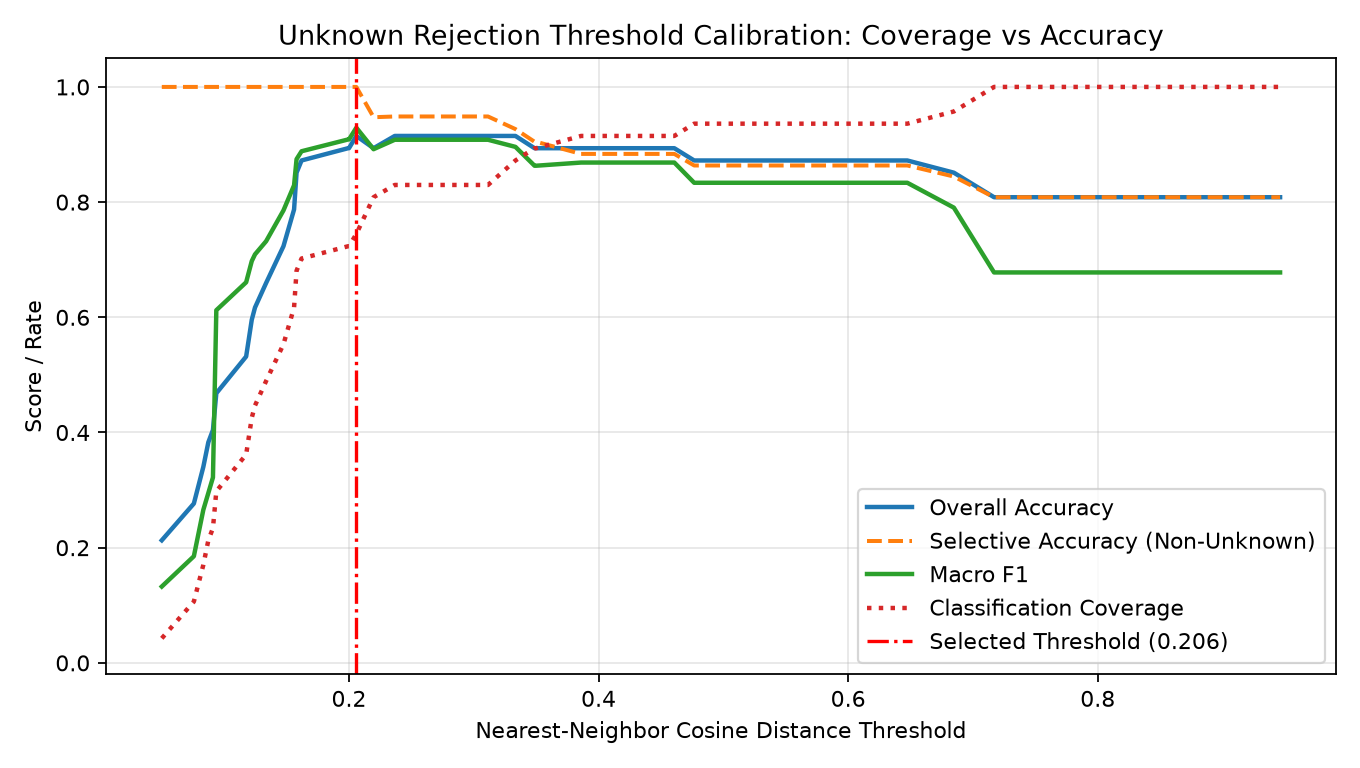 Unknown Rejection Threshold Calibration: Coverage vs Accuracy
1.0
0.8
0.6
0.4
0.2
0.0
Score / Rate
Overall Accuracy
Selective Accuracy (Non-Unknown)
Macro F1
Classification Coverage
Selected Threshold (0.206)
0.2
0.4
0.6
0.8
Nearest-Neighbor Cosine Distance Threshold